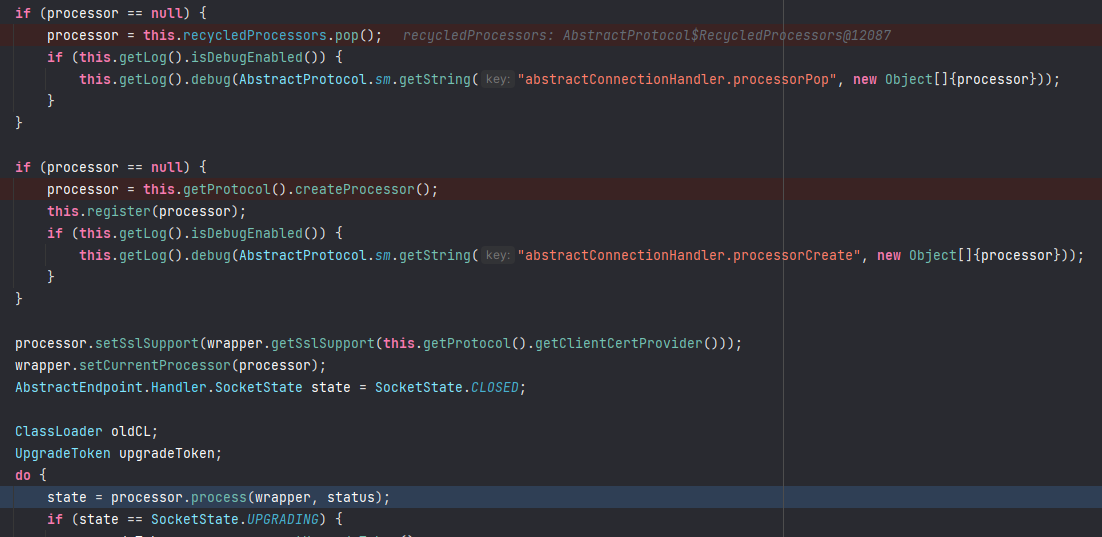 if (processor == null) {
processor = this.recycledProcessors.pop(); recycledProcessors: AbstractProtocol$RecycledProcessors@12087
if (this.getLog().isDebugEnabled()) {
this.getLog().debug(AbstractProtocol.sm.getString( key: "abstractConnectionHandler.processorPop", new Object[]{processor}));
}
}
if (processor == null) {
processor = this.getProtocol().createProcessor();
this.register(processor);
if (this.getLog().isDebugEnabled()) {
this.getLog().debug(AbstractProtocol.sm.getString( key: "abstractConnectionHandler.processorCreate", new Object[]{processor}));
}
}
processor.setSslSupport(wrapper.getSslSupport(this.getProtocol().getClientCertProvider()));
wrapper.setCurrentProcessor(processor);
AbstractEndpoint.Handler.SocketState state = SocketState.CLOSED;
ClassLoader oldCL;
UpgradeToken upgradeToken;
do {
state = processor.process(wrapper, status);
if (state == SocketState.UPGRADING) {